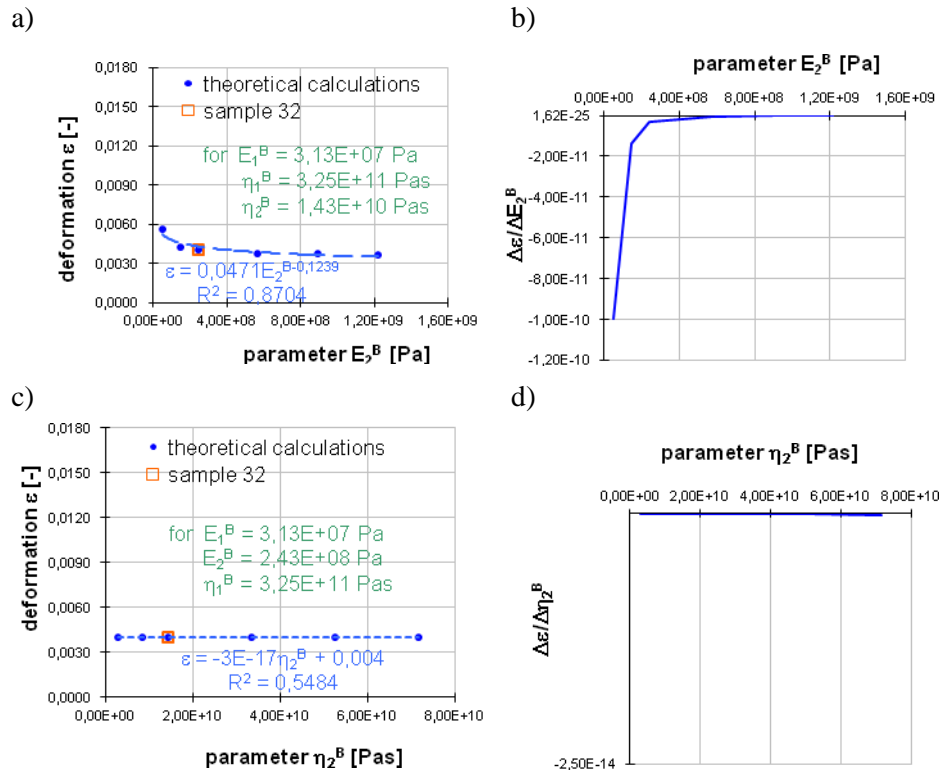 a)
0,0180
0,0150
0,0120
0,0090
0,0060
0,0030
0,0000
deformation ε [-]
theoretical calculations
sample 32
for E₁ᴮ = 3,13E+07 Pa
η₁ᴮ = 3,25E+11 Pas
η₂ᴮ = 1,43E+10 Pas
ε = 0,0471E₂ᴮ⁻⁰,¹²³⁹
R² = 0,8704
0,00E+00 4,00E+08 8,00E+08 1,20E+09 1,60E+09
parameter E₂ᴮ [Pa]
b)
parameter E₂ᴮ [Pa]
0,00E+00 4,00E+08 8,00E+08 1,20E+09 1,60E+09
1,62E-25
-2,00E-11
-4,00E-11
-6,00E-11
-8,00E-11
-1,00E-10
-1,20E-10
Δε/ΔE₂ᴮ
c)
0,0180
0,0150
0,0120
0,0090
0,0060
0,0030
0,0000
deformation ε [-]
theoretical calculations
sample 32
for E₁ᴮ = 3,13E+07 Pa
E₂ᴮ = 2,43E+08 Pa
η₁ᴮ = 3,25E+11 Pas
ε = -3E-17η₂ᴮ + 0,004
R² = 0,5484
0,00E+00 2,00E+10 4,00E+10 6,00E+10 8,00E+10
parameter η₂ᴮ [Pas]
d)
parameter η₂ᴮ [Pas]
0,00E+00 2,00E+10 4,00E+10 6,00E+10 8,00E+10
-2,50E-14
Δε/Δη₂ᴮ